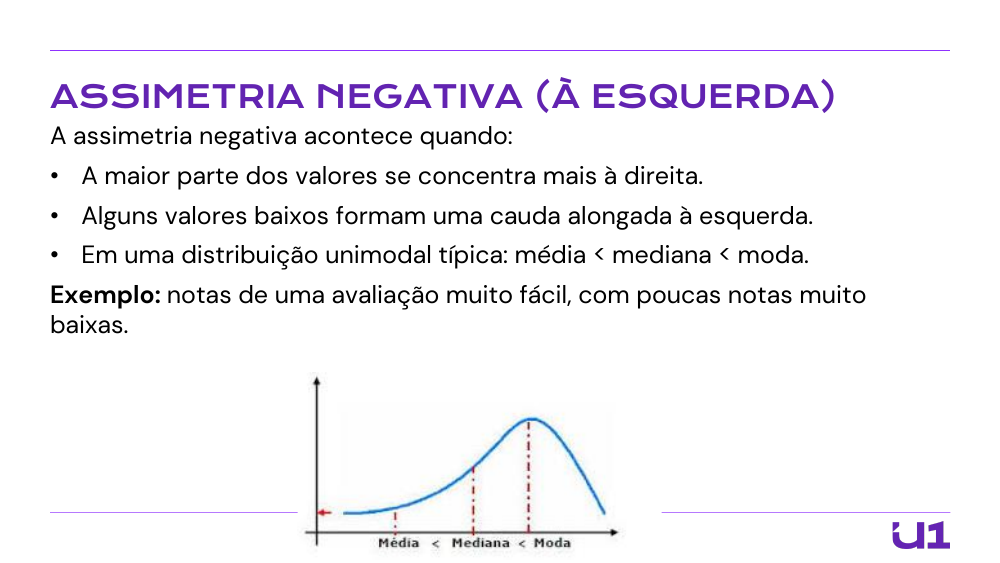 ASSIMETRIA NEGATIVA (À ESQUERDA)
A assimetria negativa acontece quando:
• A maior parte dos valores se concentra mais à direita.
• Alguns valores baixos formam uma cauda alongada à esquerda.
• Em uma distribuição unimodal típica: média < mediana < moda.
Exemplo: notas de uma avaliação muito fácil, com poucas notas muito
baixas.
Média < Mediana < Moda
U1